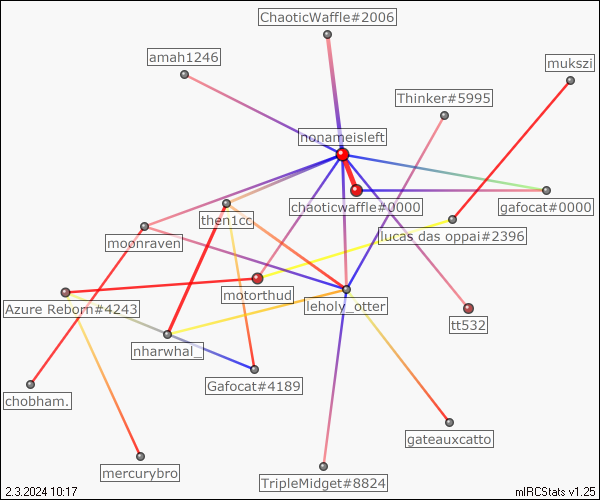 ChaoticWaffle#2006
amah1246
mukszi
Thinker#5995
nonameisleft
chaoticwaffle#0000
gafocat#0000
then1cc
lucas das oppai#2396
moonraven
motorthud
leholy_otter
Azure Reborn#4243
tt532
nharwhal_
Gafocat#4189
chobham.
gateauxcatto
mercurybro
TripleMidget#8824
2.3.2024 10:17
mIRCStats v1.25